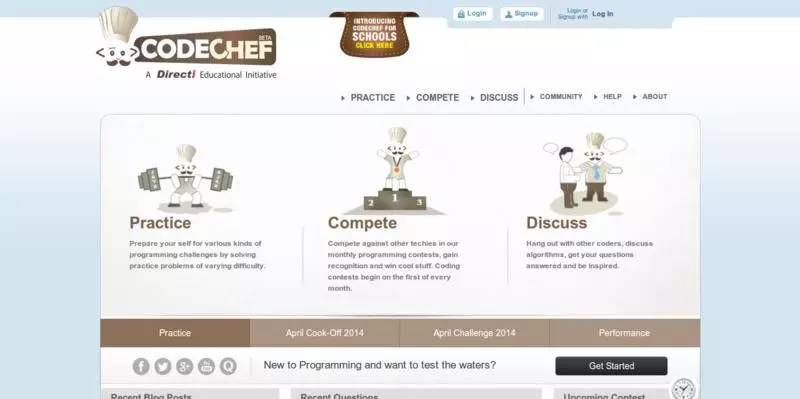 CODECHEF
BETA
A Directi Educational Initiative
INTRODUCING
CODECHEF FOR
SCHOOLS
CLICK HERE
Login
Signup
Login or
Signup with
Log In
PRACTICE
COMPETE
DISCUSS
COMMUNITY
HELP
ABOUT
2 1 3
Practice
Prepare your self for various kinds of
programming challenges by solving
practice problems of varying difficulty.
Compete
Compete against other techies in our
monthly programming contests, gain
recognition and win cool stuff. Coding
contests begin on the first of every
month.
Discuss
Hang out with other coders, discuss
algorithms, get your questions
answered and be inspired.
Practice
April Cook-Off 2014
April Challenge 2014
Performance
f
g+
You
Q
New to Programming and want to test the waters?
Get Started
Recent Blog Posts
Recent Questions
Upcoming Contest